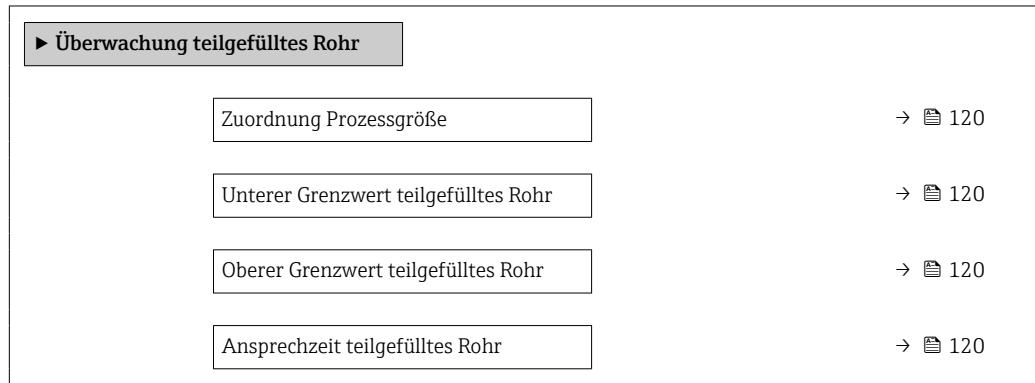 ▶ Überwachung teilgefülltes Rohr
Zuordnung Prozessgröße → 120
Unterer Grenzwert teilgefülltes Rohr → 120
Oberer Grenzwert teilgefülltes Rohr → 120
Ansprechzeit teilgefülltes Rohr → 120